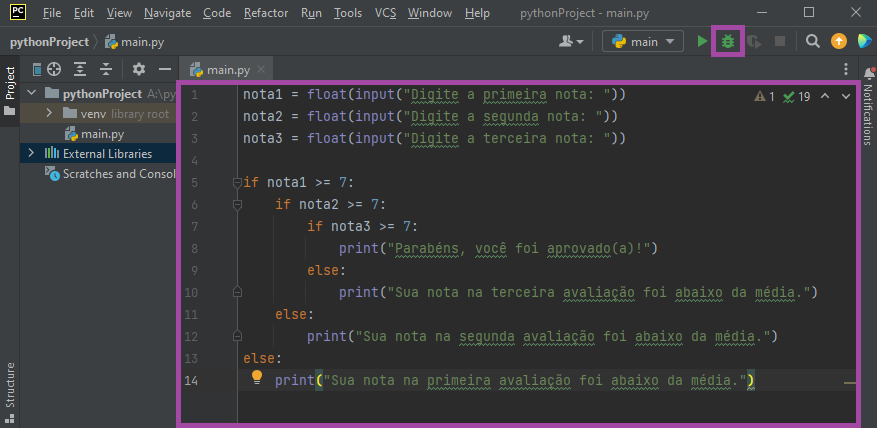 PC File Edit View Navigate Code Refactor Run Tools VCS Window Help pythonProject - main.py
pythonProject main.py main
Project
main.py
pythonProject A:\py
venv library root
main.py
External Libraries
Scratches and Consol
1 nota1 = float(input("Digite a primeira nota: "))
2 nota2 = float(input("Digite a segunda nota: "))
3 nota3 = float(input("Digite a terceira nota: "))
4
5 if nota1 >= 7:
6 if nota2 >= 7:
7 if nota3 >= 7:
8 print("Parabéns, você foi aprovado(a)!")
9 else:
10 print("Sua nota na terceira avaliação foi abaixo da média.")
11 else:
12 print("Sua nota na segunda avaliação foi abaixo da média.")
13 else:
14 print("Sua nota na primeira avaliação foi abaixo da média.")
1 19
Notifications
Structure